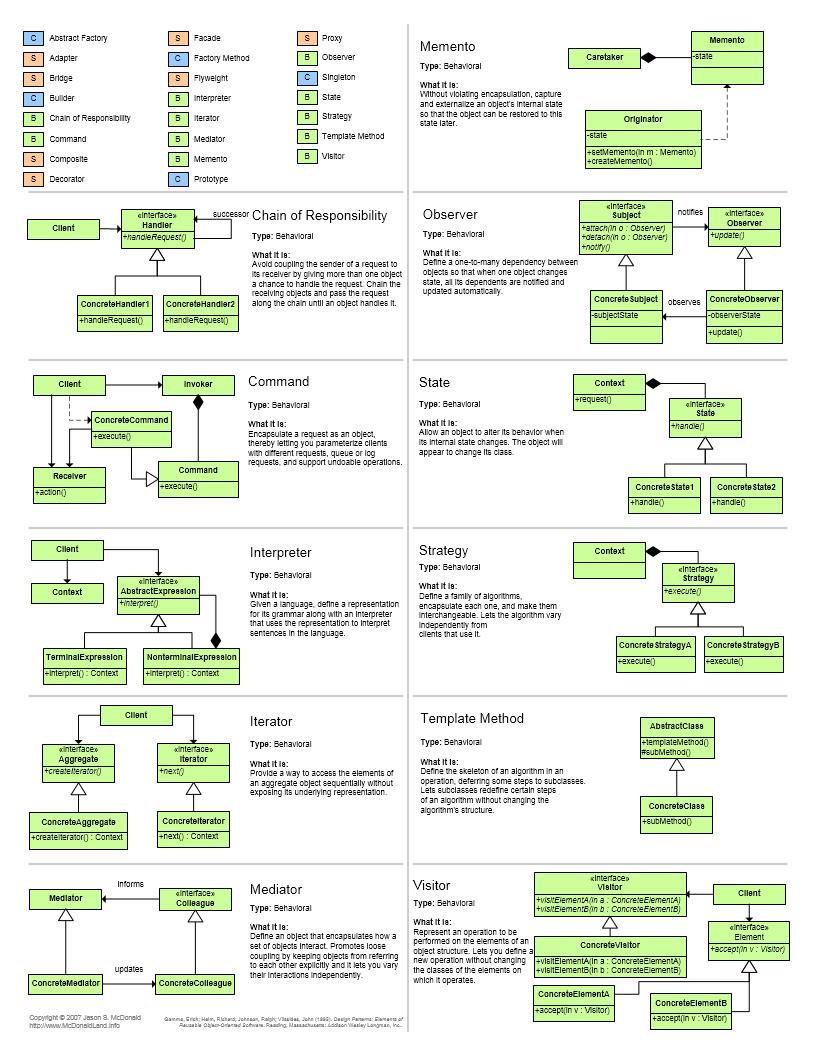 C Abstract Factory
S Adapter
S Bridge
C Builder
B Chain of Responsibility
B Command
S Composite
S Decorator
S Facade
C Factory Method
S Flyweight
B Interpreter
B Iterator
B Mediator
B Memento
C Prototype
S Proxy
B Observer
C Singleton
B State
B Strategy
B Template Method
B Visitor
Memento
Type: Behavioral
What it is:
Without violating encapsulation, capture
and externalize an object's internal state
so that the object can be restored to this
state later.
Caretaker
Memento
-state
Originator
-state
+setMemento(in m : Memento)
+createMemento()
Client
«interface»
Handler
+handleRequest()
successor
ConcreteHandler1
+handleRequest()
ConcreteHandler2
+handleRequest()
Chain of Responsibility
Type: Behavioral
What it is:
Avoid coupling the sender of a request to
its receiver by giving more than one object
a chance to handle the request. Chain the
receiving objects and pass the request
along the chain until an object handles it.
Observer
Type: Behavioral
What it is:
Define a one-to-many dependency between
objects so that when one object changes
state, all its dependents are notified and
updated automatically.
«interface»
Subject
+attach(in o : Observer)
+detach(in o : Observer)
+notify()
notifies
«interface»
Observer
+update()
ConcreteSubject
-subjectState
observes
ConcreteObserver
-observerState
+update()
Client
Invoker
ConcreteCommand
+execute()
Receiver
+action()
Command
+execute()
Command
Type: Behavioral
What it is:
Encapsulate a request as an object,
thereby letting you parameterize clients
with different requests, queue or log
requests, and support undoable operations.
State
Type: Behavioral
What it is:
Allow an object to alter its behavior when
its internal state changes. The object will
appear to change its class.
Context
+request()
«interface»
State
+handle()
ConcreteState1
+handle()
ConcreteState2
+handle()
Client
Context
«interface»
AbstractExpression
+interpret()
TerminalExpression
+interpret() : Context
NonterminalExpression
+interpret() : Context
Interpreter
Type: Behavioral
What it is:
Given a language, define a representation
for its grammar along with an interpreter
that uses the representation to interpret
sentences in the language.
Strategy
Type: Behavioral
What it is:
Define a family of algorithms,
encapsulate each one, and make them
interchangeable. Lets the algorithm vary
independently from
clients that use it.
Context
«interface»
Strategy
+execute()
ConcreteStrategyA
+execute()
ConcreteStrategyB
+execute()
Client
«interface»
Aggregate
+createIterator()
«interface»
Iterator
+next()
ConcreteAggregate
+createIterator() : Context
ConcreteIterator
+next() : Context
Iterator
Type: Behavioral
What it is:
Provide a way to access the elements of
an aggregate object sequentially without
exposing its underlying representation.
Template Method
Type: Behavioral
What it is:
Define the skeleton of an algorithm in an
operation, deferring some steps to subclasses.
Lets subclasses redefine certain steps
of an algorithm without changing the
algorithm's structure.
AbstractClass
+templateMethod()
#subMethod()
ConcreteClass
+subMethod()
Mediator
informs
«interface»
Colleague
ConcreteMediator
updates
ConcreteColleague
Mediator
Type: Behavioral
What it is:
Define an object that encapsulates how a
set of objects interact. Promotes loose
coupling by keeping objects from referring
to each other explicitly and it lets you vary
their interactions independently.
Visitor
Type: Behavioral
What it is:
Represent an operation to be
performed on the elements of an
object structure. Lets you define a
new operation without changing
the classes of the elements on
which it operates.
«interface»
Visitor
+visitElementA(in a : ConcreteElementA)
+visitElementB(in b : ConcreteElementB)
Client
«interface»
Element
+accept(in v : Visitor)
ConcreteVisitor
+visitElementA(in a : ConcreteElementA)
+visitElementB(in b : ConcreteElementB)
ConcreteElementA
+accept(in v : Visitor)
ConcreteElementB
+accept(in v : Visitor)
Copyright © 2007 Jason S. McDonald
http://www.McDonaldLand.info
Gamma, Erich; Helm, Richard; Johnson, Ralph; Vlissides, John (1995). Design Patterns: Elements of
Reusable Object-Oriented Software. Reading, Massachusetts: Addison Wesley Longman, Inc..